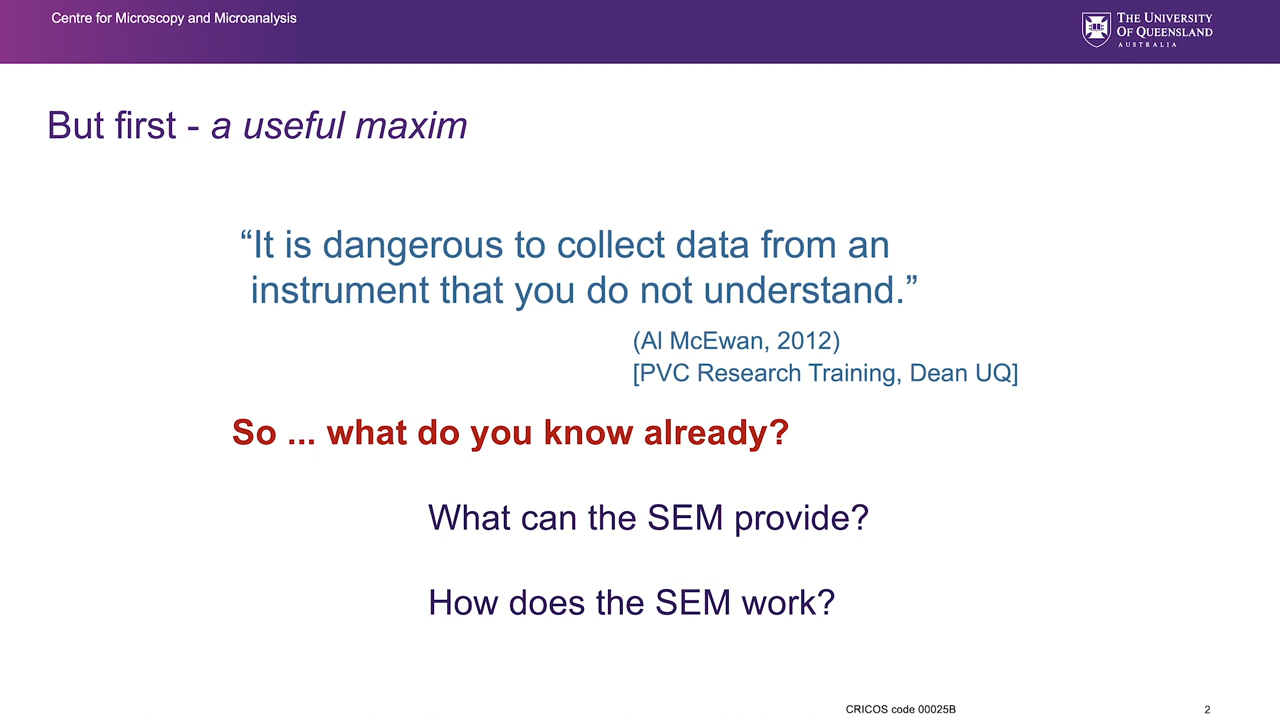 Centre for Microscopy and Microanalysis
THE UNIVERSITY
OF QUEENSLAND
AUSTRALIA
But first - a useful maxim
“It is dangerous to collect data from an
instrument that you do not understand.”
(Al McEwan, 2012)
[PVC Research Training, Dean UQ]
So ... what do you know already?
What can the SEM provide?
How does the SEM work?
CRICOS code 00025B
2